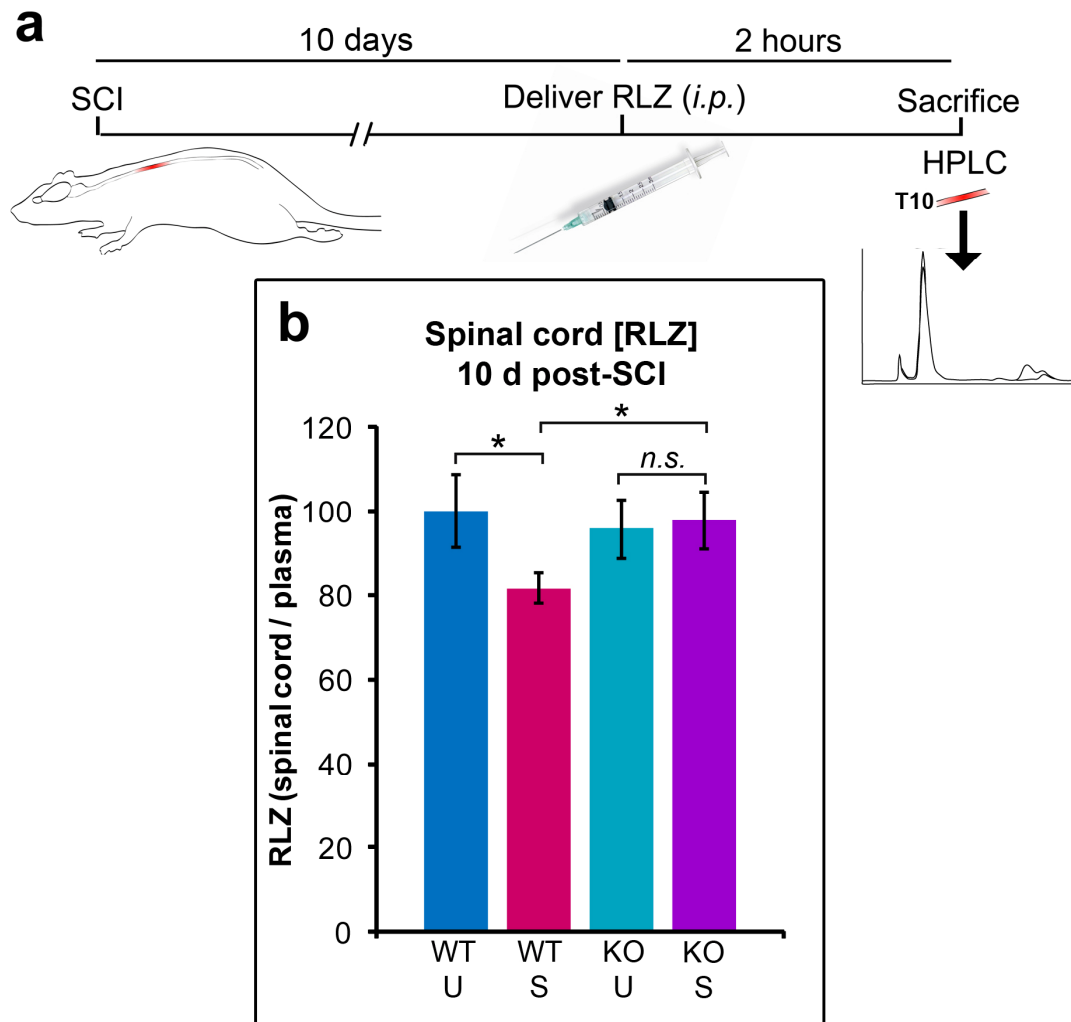 a
10 days
2 hours
SCI
Deliver RLZ (i.p.)
Sacrifice
HPLC
T10
b
Spinal cord [RLZ]
10 d post-SCI
RLZ (spinal cord / plasma)
120
100
80
60
40
20
0
*
*
n.s.
WT
U
WT
S
KO
U
KO
S